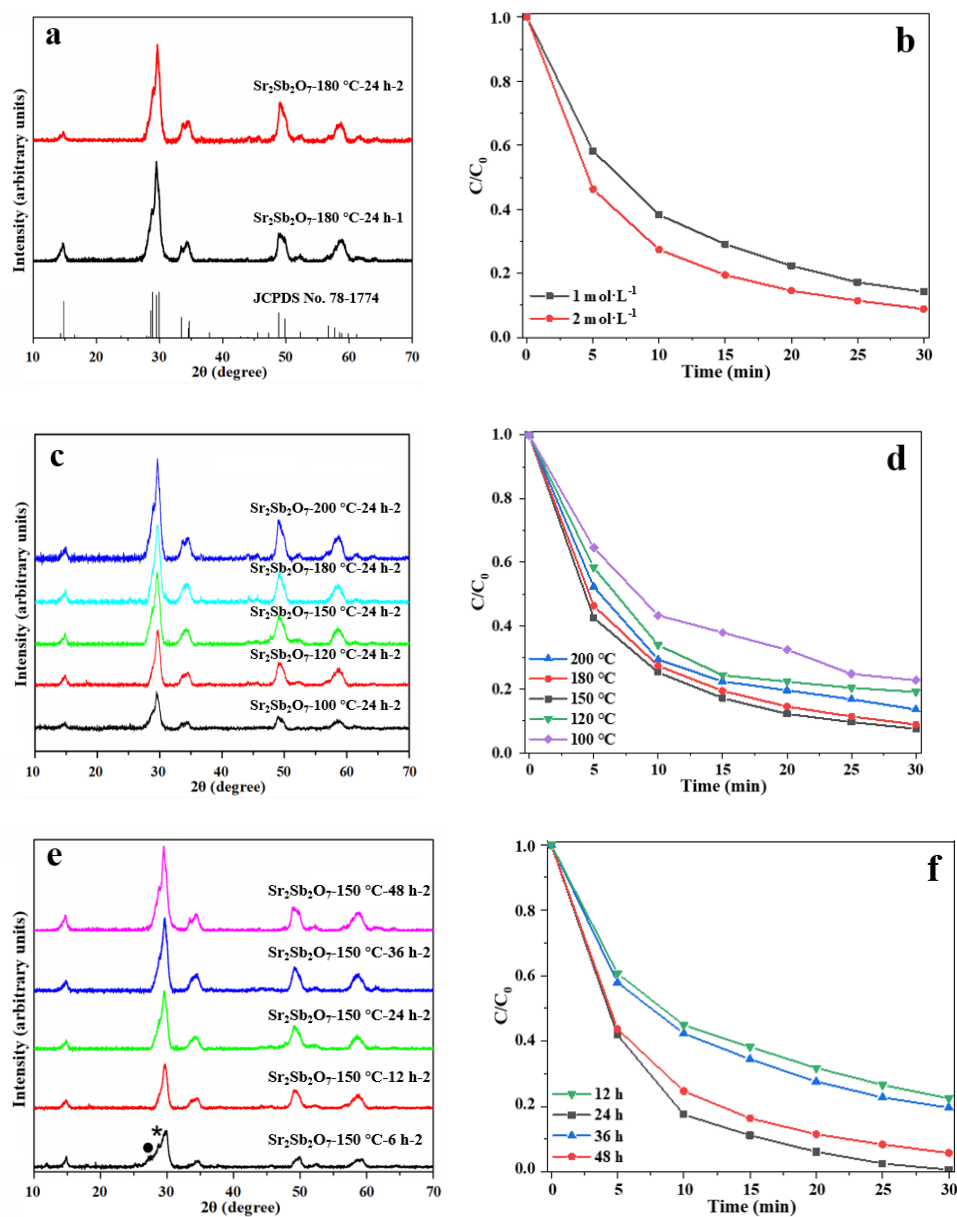 a
Sr₂Sb₂O₇-180 °C-24 h-2
Sr₂Sb₂O₇-180 °C-24 h-1
JCPDS No. 78-1774
Intensity (arbitrary units)
10 20 30 40 50 60 70
2θ (degree)
b
1.0
0.8
0.6
0.4
0.2
0.0
C/C₀
1 mol·L⁻¹
2 mol·L⁻¹
0 5 10 15 20 25 30
Time (min)
c
Sr₂Sb₂O₇-200 °C-24 h-2
Sr₂Sb₂O₇-180 °C-24 h-2
Sr₂Sb₂O₇-150 °C-24 h-2
Sr₂Sb₂O₇-120 °C-24 h-2
Sr₂Sb₂O₇-100 °C-24 h-2
Intensity (arbitrary units)
10 20 30 40 50 60 70
2θ (degree)
d
1.0
0.8
0.6
0.4
0.2
0.0
C/C₀
200 °C
180 °C
150 °C
120 °C
100 °C
0 5 10 15 20 25 30
Time (min)
e
Sr₂Sb₂O₇-150 °C-48 h-2
Sr₂Sb₂O₇-150 °C-36 h-2
Sr₂Sb₂O₇-150 °C-24 h-2
Sr₂Sb₂O₇-150 °C-12 h-2
Sr₂Sb₂O₇-150 °C-6 h-2
*
●
Intensity (arbitrary units)
10 20 30 40 50 60 70
2θ (degree)
f
1.0
0.8
0.6
0.4
0.2
0.0
C/C₀
12 h
24 h
36 h
48 h
0 5 10 15 20 25 30
Time (min)